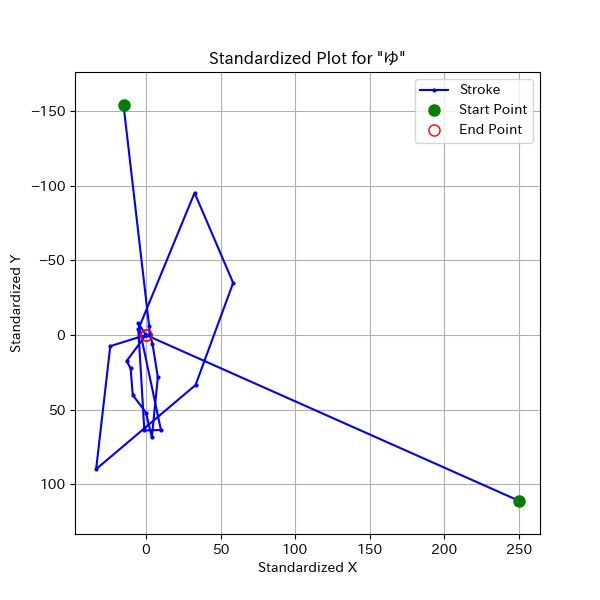 Standardized Plot for "ゆ"
Stroke
Start Point
End Point
−150
−100
−50
0
50
100
Standardized Y
0 50 100 150 200 250
Standardized X